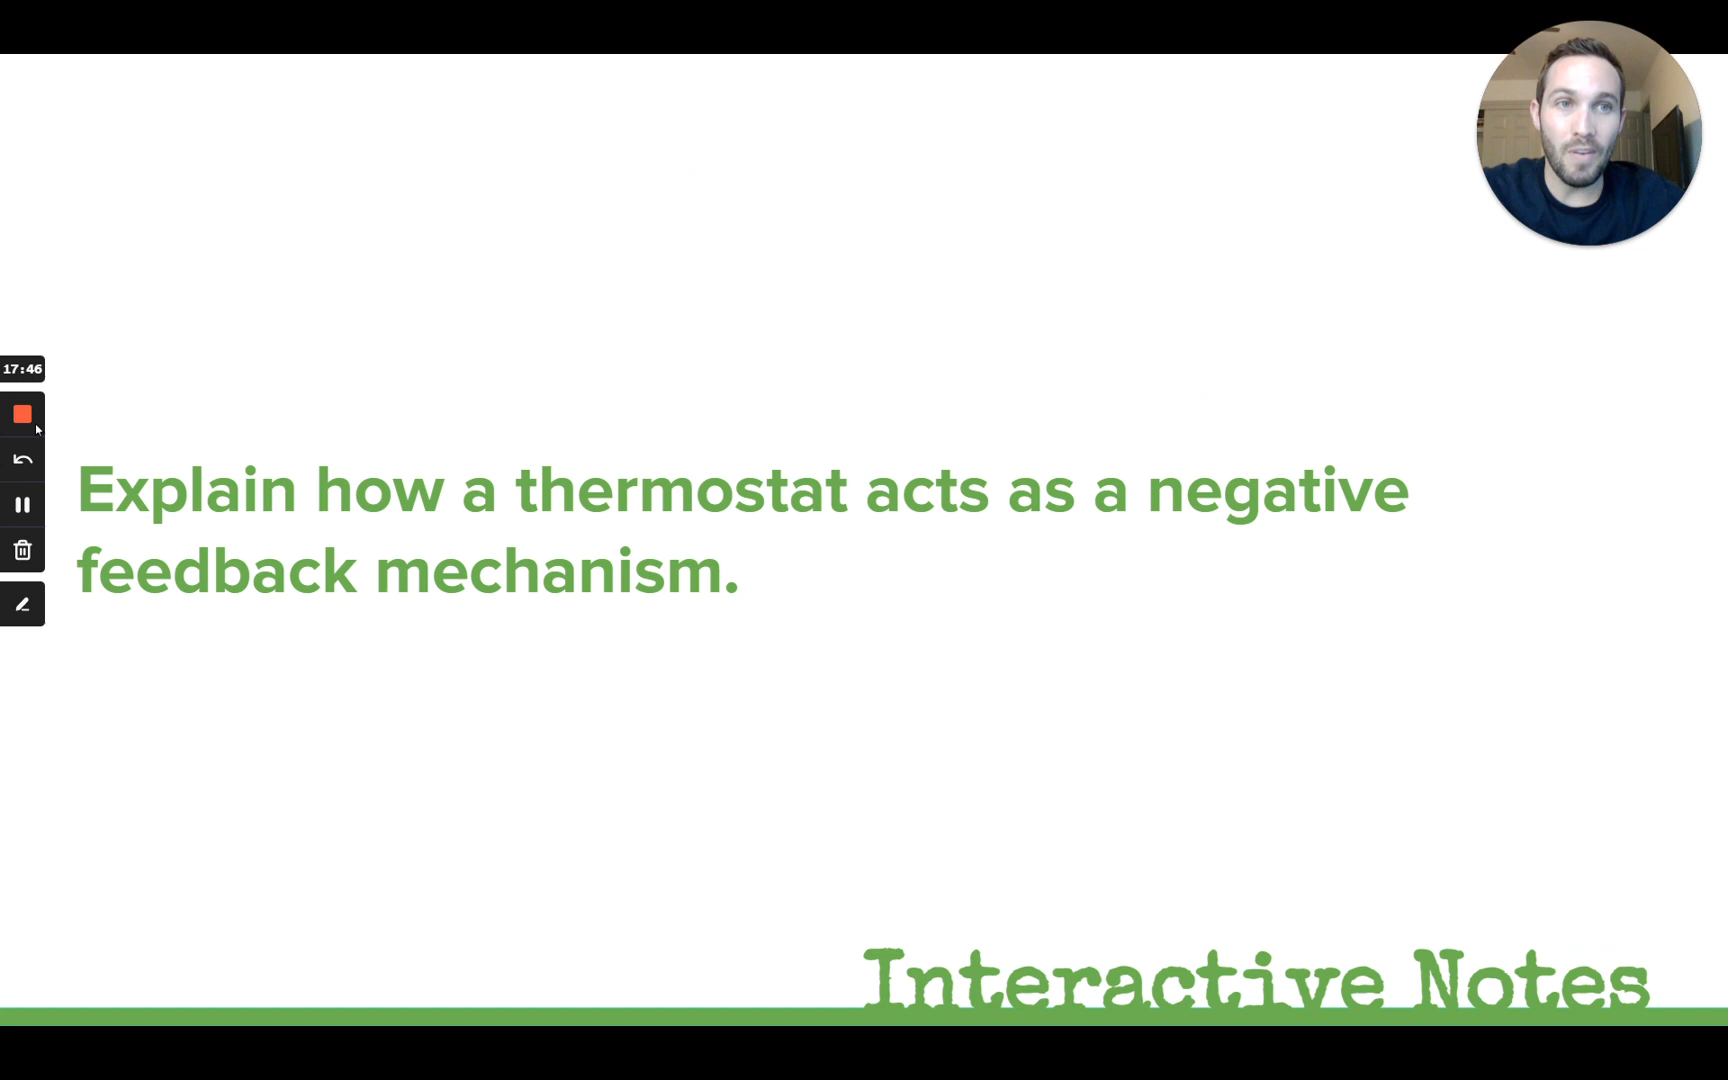 17:46
Explain how a thermostat acts as a negative
feedback mechanism.
Interactive Notes